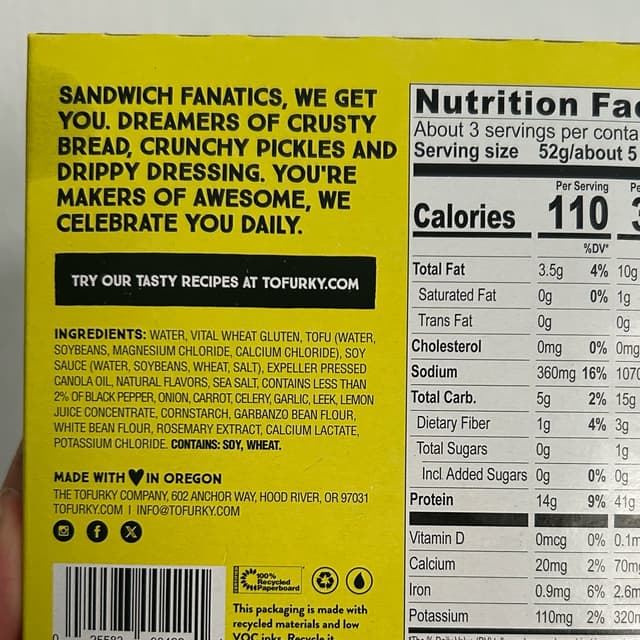 SANDWICH FANATICS, WE GET
YOU. DREAMERS OF CRUSTY
BREAD, CRUNCHY PICKLES AND
DRIPPY DRESSING. YOU'RE
MAKERS OF AWESOME, WE
CELEBRATE YOU DAILY.
TRY OUR TASTY RECIPES AT TOFURKY.COM
INGREDIENTS: WATER, VITAL WHEAT GLUTEN, TOFU (WATER,
SOYBEANS, MAGNESIUM CHLORIDE, CALCIUM CHLORIDE), SOY
SAUCE (WATER, SOYBEANS, WHEAT, SALT), EXPELLER PRESSED
CANOLA OIL, NATURAL FLAVORS, SEA SALT, CONTAINS LESS THAN
2% OF BLACK PEPPER, ONION, CARROT, CELERY, GARLIC, LEEK, LEMON
JUICE CONCENTRATE, CORNSTARCH, GARBANZO BEAN FLOUR,
WHITE BEAN FLOUR, ROSEMARY EXTRACT, CALCIUM LACTATE,
POTASSIUM CHLORIDE. CONTAINS: SOY, WHEAT.
MADE WITH ♥ IN OREGON
THE TOFURKY COMPANY, 602 ANCHOR WAY, HOOD RIVER, OR 97031
TOFURKY.COM | INFO@TOFURKY.COM
100%
Recycled
Paperboard
This packaging is made with
recycled materials and low
VOC inks. Recycle it
Nutrition Fac
About 3 servings per conta
Serving size 52g/about 5
Per Serving Pe
Calories 110 3
%DV*
Total Fat 3.5g 4% 10g
Saturated Fat 0g 0% 1g
Trans Fat 0g 0g
Cholesterol 0mg 0% 0mg
Sodium 360mg 16% 1070
Total Carb. 5g 2% 15g
Dietary Fiber 1g 4% 3g
Total Sugars 0g 1g
Incl. Added Sugars 0g 0% 0g
Protein 14g 9% 41g
Vitamin D 0mcg 0% 0.1m
Calcium 20mg 2% 70mg
Iron 0.9mg 6% 2.6m
Potassium 110mg 2% 320m